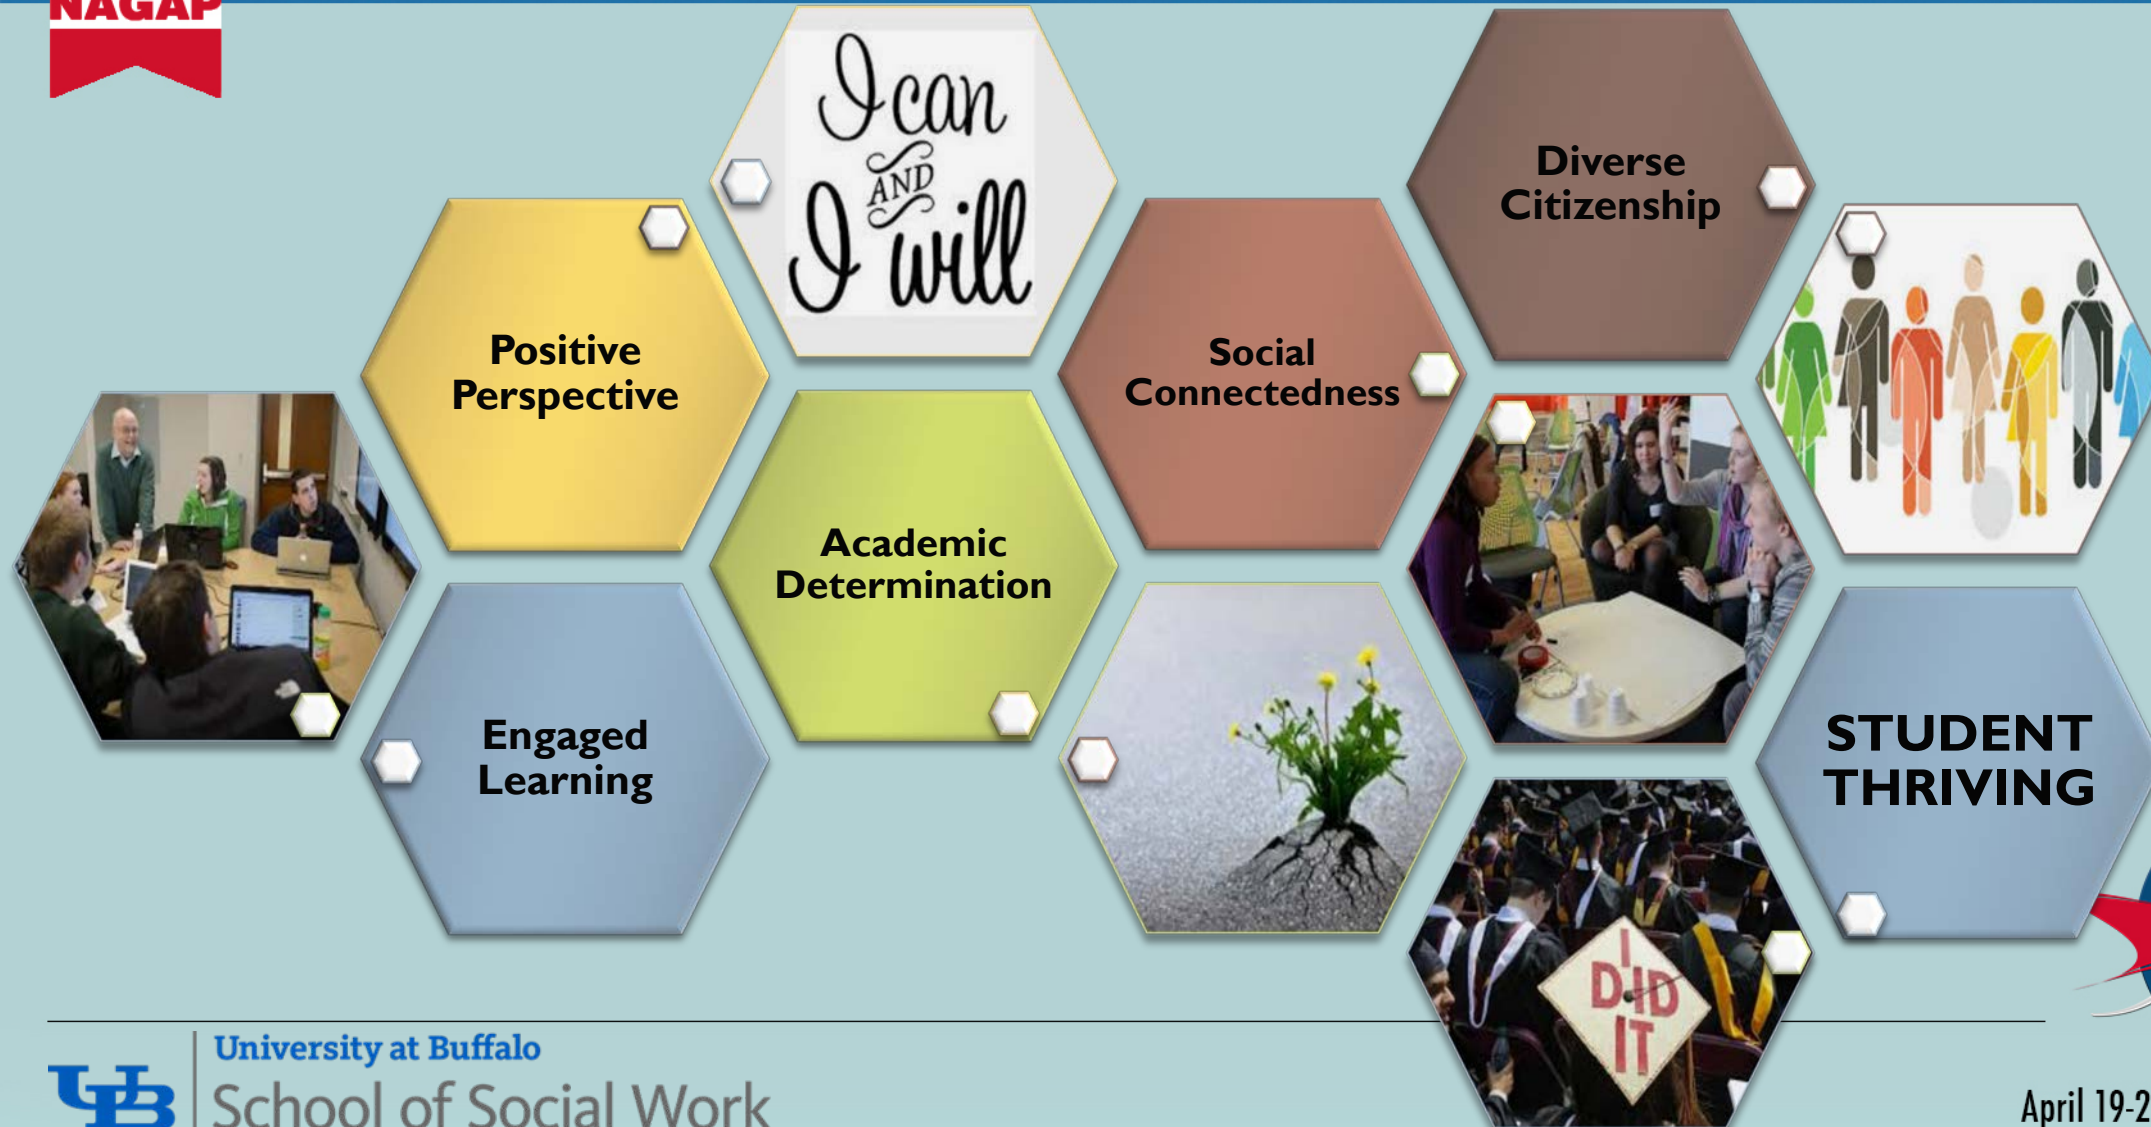 NAGAP
I can
AND
I will
Diverse
Citizenship
Positive
Perspective
Social
Connectedness
Academic
Determination
Engaged
Learning
STUDENT
THRIVING
I
DID
IT
University at Buffalo
UB
School of Social Work
April 19-2